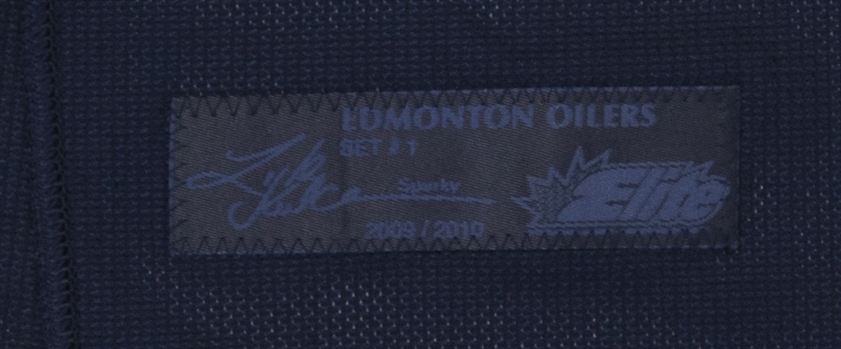 EDMONTON OILERS
SET # 1
Sparky
Elite
2009 / 2010